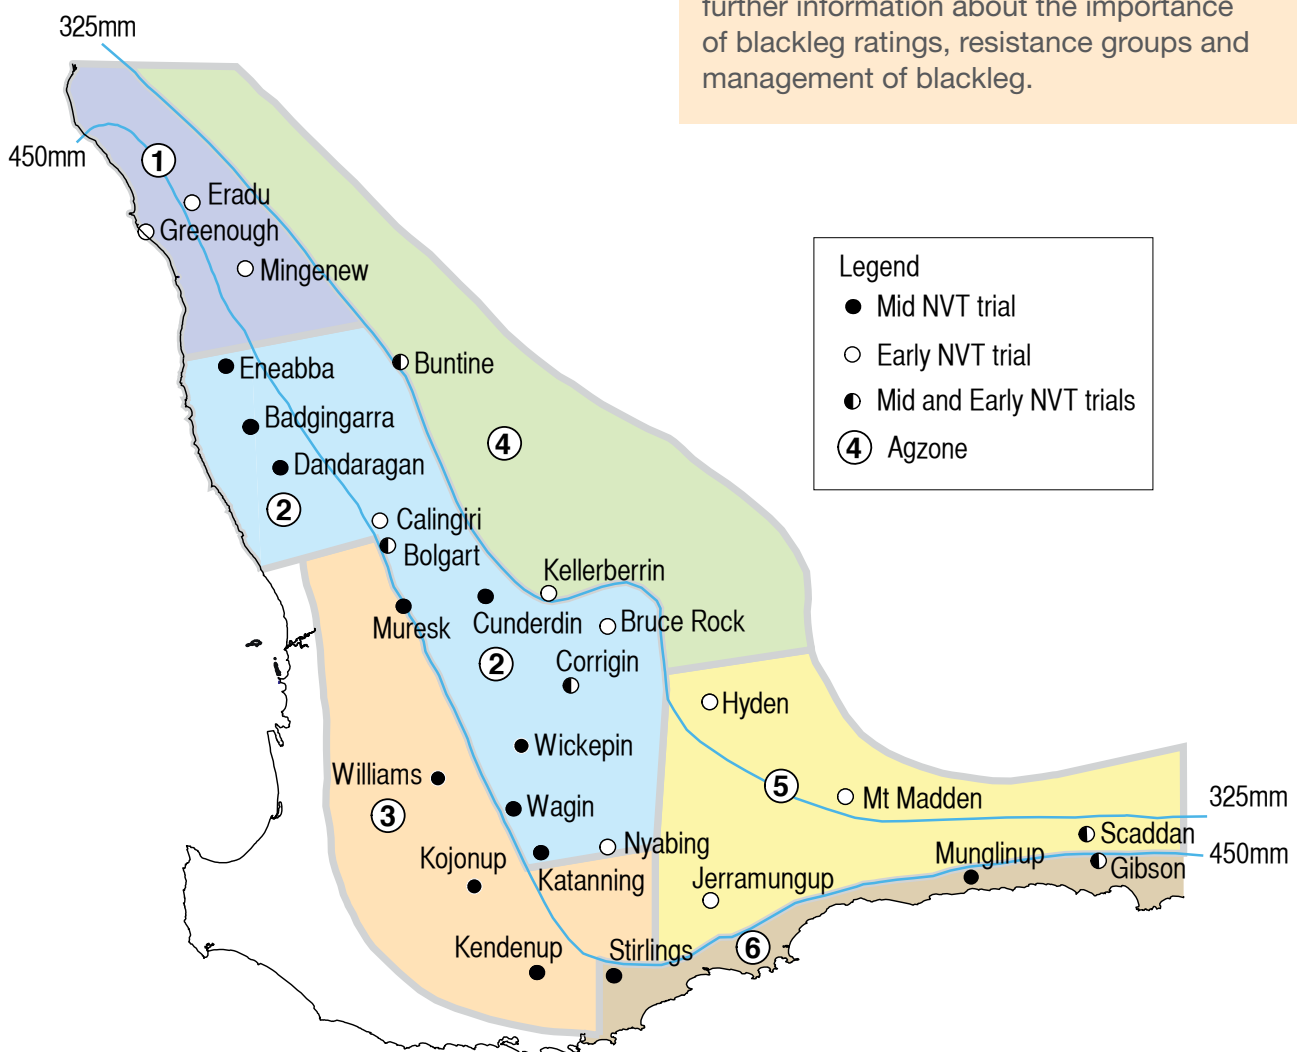 further information about the importance
of blackleg ratings, resistance groups and
management of blackleg.
325mm
450mm
1
Eradu
Greenough
Mingenew
Legend
Mid NVT trial
Early NVT trial
Mid and Early NVT trials
4 Agzone
Buntine
Eneabba
Badgingarra
4
Dandaragan
2
Calingiri
Bolgart
Kellerberrin
Muresk
Cunderdin
Bruce Rock
2
Corrigin
Hyden
Wickepin
Williams
5
Mt Madden
325mm
3
Wagin
Scaddan
Nyabing
Munglinup
450mm
Kojonup
Gibson
Katanning
Jerramungup
Kendenup
Stirlings
6